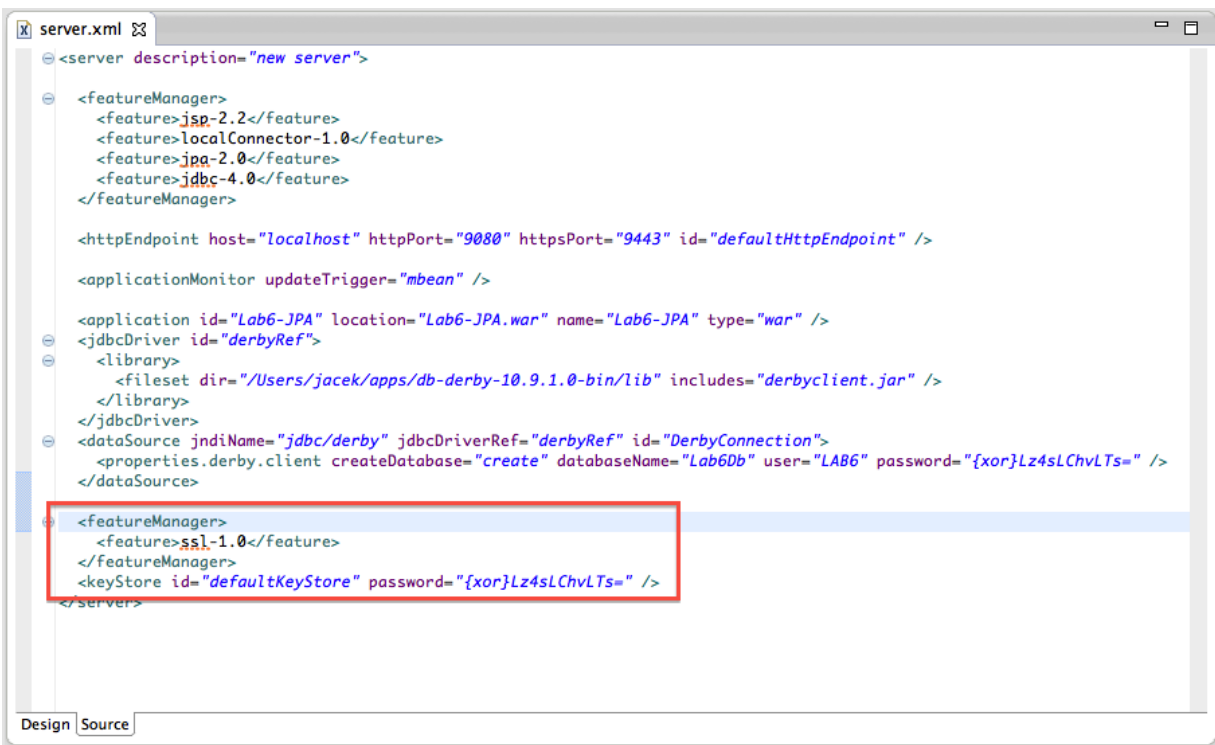 server.xml
<server description="new server">
<featureManager>
<feature>jsp-2.2</feature>
<feature>localConnector-1.0</feature>
<feature>jpa-2.0</feature>
<feature>jdbc-4.0</feature>
</featureManager>
<httpEndpoint host="localhost" httpPort="9080" httpsPort="9443" id="defaultHttpEndpoint" />
<applicationMonitor updateTrigger="mbean" />
<application id="Lab6-JPA" location="Lab6-JPA.war" name="Lab6-JPA" type="war" />
<jdbcDriver id="derbyRef">
<library>
<fileset dir="/Users/jacek/apps/db-derby-10.9.1.0-bin/lib" includes="derbyclient.jar" />
</library>
</jdbcDriver>
<dataSource jndiName="jdbc/derby" jdbcDriverRef="derbyRef" id="DerbyConnection">
<properties.derby.client createDatabase="create" databaseName="Lab6Db" user="LAB6" password="{xor}Lz4sLChvLTs=" />
</dataSource>
<featureManager>
<feature>ssl-1.0</feature>
</featureManager>
<keyStore id="defaultKeyStore" password="{xor}Lz4sLChvLTs=" />
</server>
Design Source